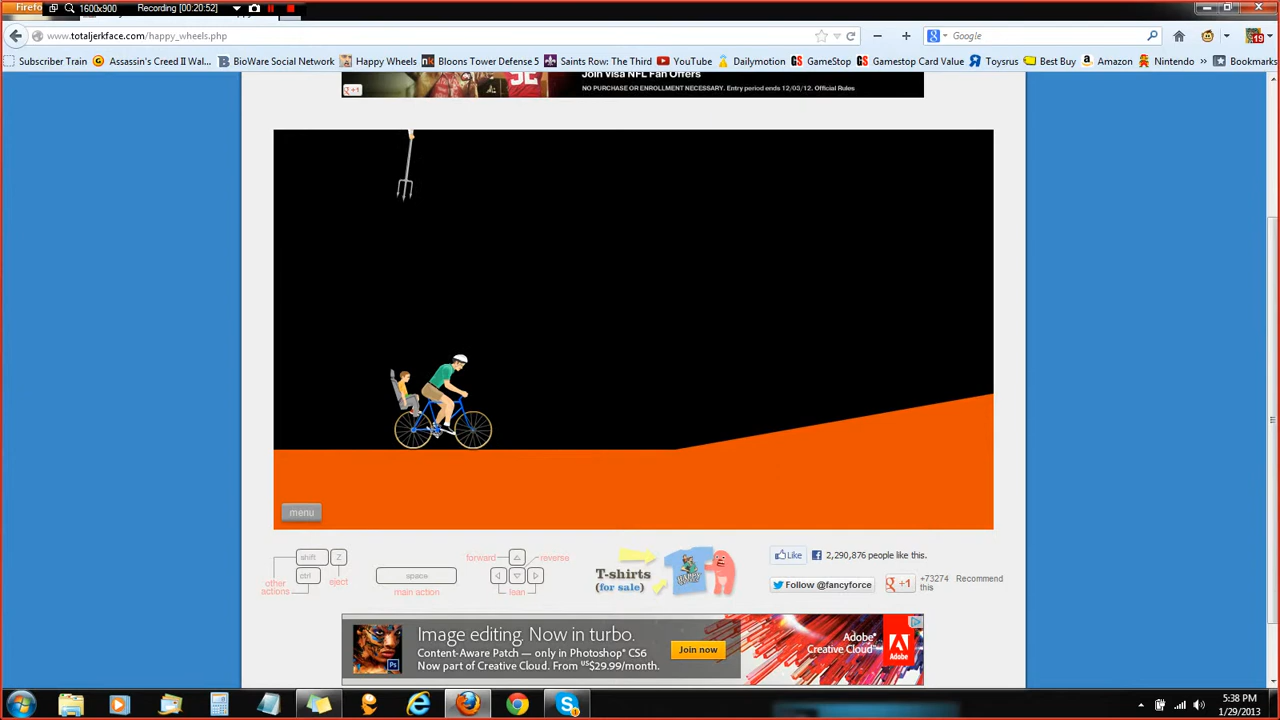 Firefo
1600x900
Recording [00:20:52]
www.totaljerkface.com/happy_wheels.php
Google
19
Subscriber Train
Assassin's Creed II Wal...
BioWare Social Network
Happy Wheels
Bloons Tower Defense 5
Saints Row: The Third
YouTube
Dailymotion
GameStop
Gamestop Card Value
Toysrus
Best Buy
Amazon
Nintendo
Bookmarks
Join Visa NFL Fan Offers
NO PURCHASE OR ENROLLMENT NECESSARY. Entry period ends 12/03/12. Official Rules
+1
menu
shift
Z
ctrl
eject
other
actions
space
main action
forward
reverse
lean
T-shirts
(for sale)
HAPPY
Like
2,290,876 people like this.
Follow @fancyforce
+1
+73274
Recommend
this
Image editing. Now in turbo.
Content-Aware Patch — only in Photoshop® CS6
Now part of Creative Cloud. From US$29.99/month.
Join now
Ps
Adobe®
Creative Cloud.
Adobe
5:38 PM
1/29/2013